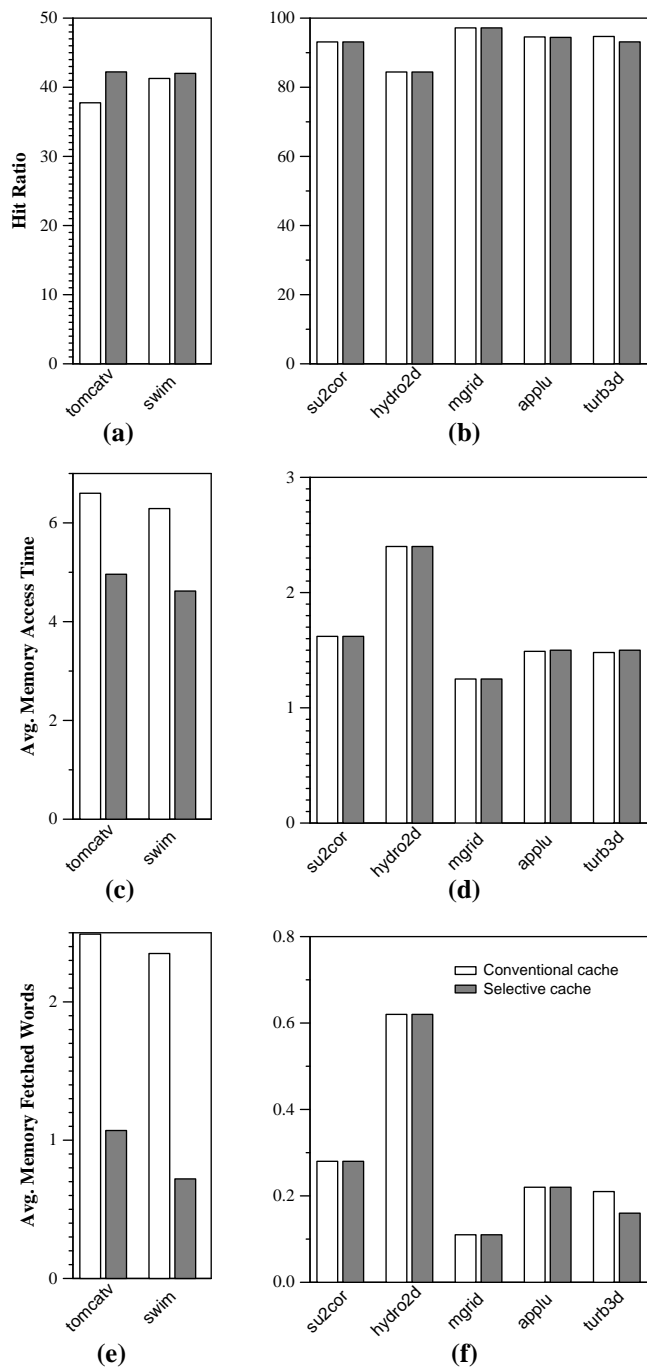 50
40
30
20
10
0
Hit Ratio
tomcatv
swim
(a)
100
80
60
40
20
0
su2cor
hydro2d
mgrid
applu
turb3d
(b)
6
4
2
0
Avg. Memory Access Time
tomcatv
swim
(c)
3
2
1
0
su2cor
hydro2d
mgrid
applu
turb3d
(d)
2
1
0
Avg. Memory Fetched Words
tomcatv
swim
(e)
0.8
0.6
0.4
0.2
0.0
Conventional cache
Selective cache
su2cor
hydro2d
mgrid
applu
turb3d
(f)